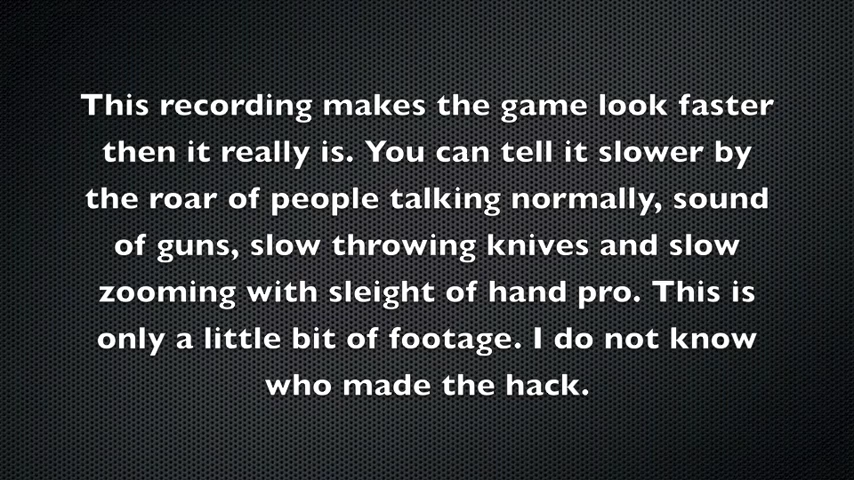 This recording makes the game look faster
then it really is. You can tell it slower by
the roar of people talking normally, sound
of guns, slow throwing knives and slow
zooming with sleight of hand pro. This is
only a little bit of footage. I do not know
who made the hack.